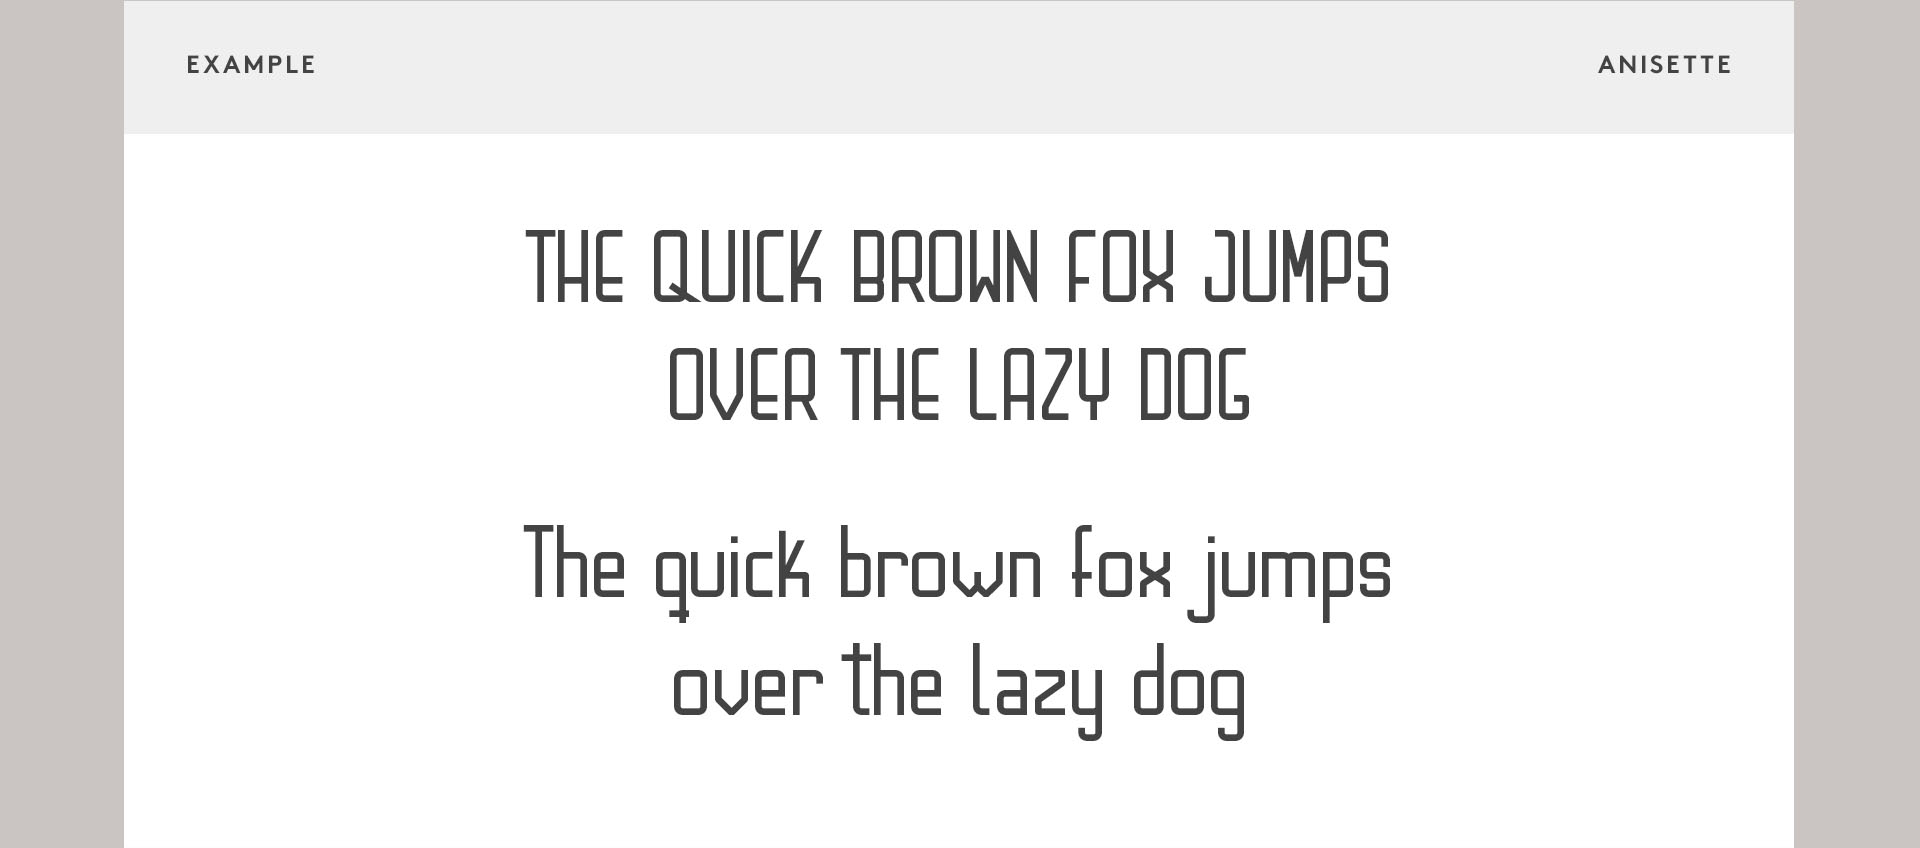 EXAMPLE ANISETTE
THE QUICK BROWN FOX JUMPS
OVER THE LAZY DOG
The quick brown fox jumps
over the lazy dog